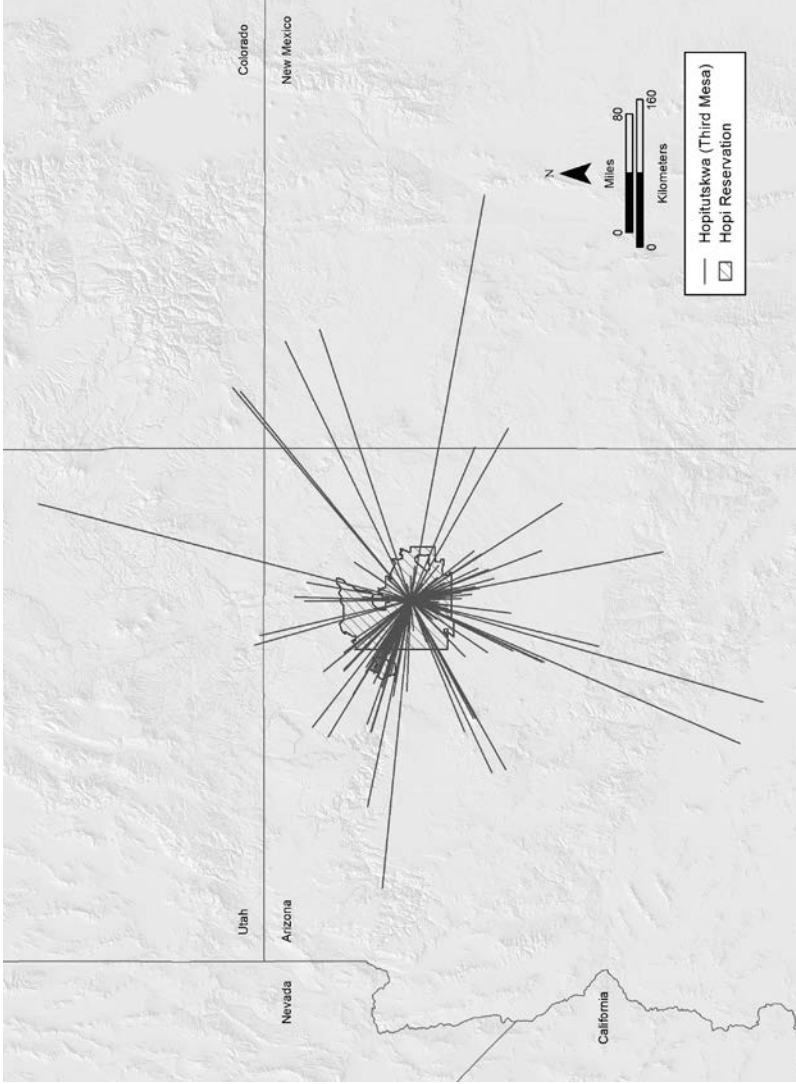 Utah
Colorado
Nevada
Arizona
New Mexico
California
N
Miles
0
80
0
160
Kilometers
Hopitutskwa (Third Mesa)
Hopi Reservation